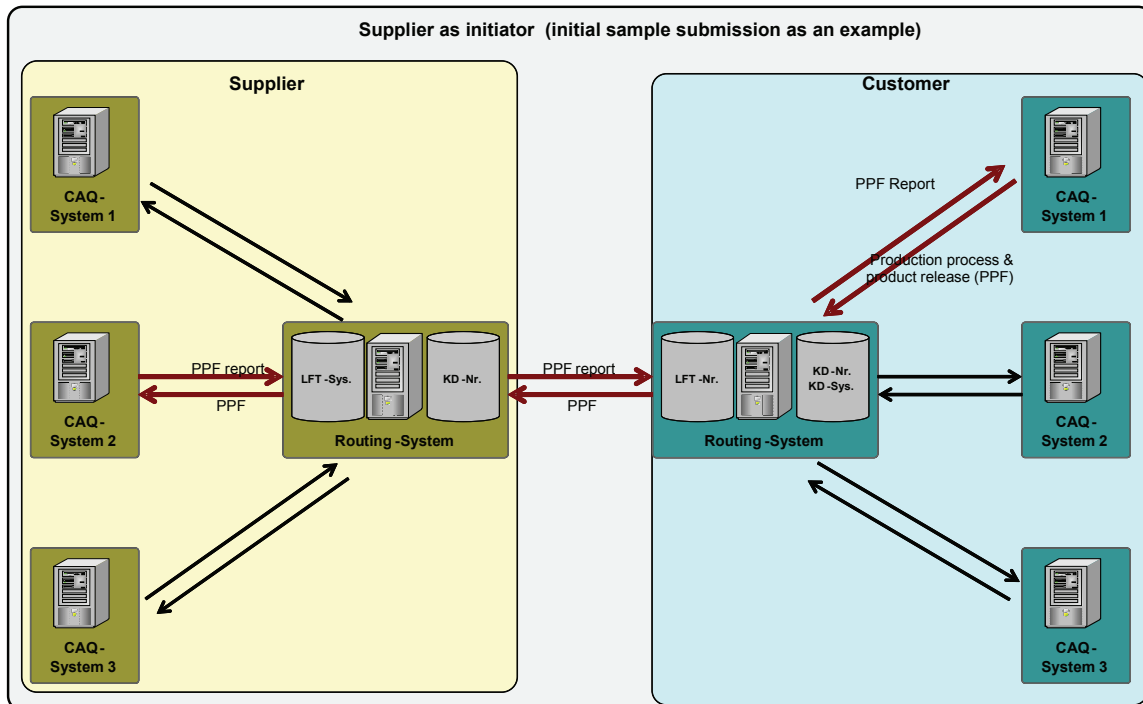 Supplier as initiator (initial sample submission as an example)
Supplier
CAQ-
System 1
CAQ-
System 2
CAQ-
System 3
PPF report
PPF
LFT -Sys.
KD -Nr.
Routing -System
PPF report
PPF
Customer
LFT -Nr.
KD -Nr.
KD -Sys.
Routing -System
PPF Report
Production process &
product release (PPF)
CAQ-
System 1
CAQ-
System 2
CAQ-
System 3